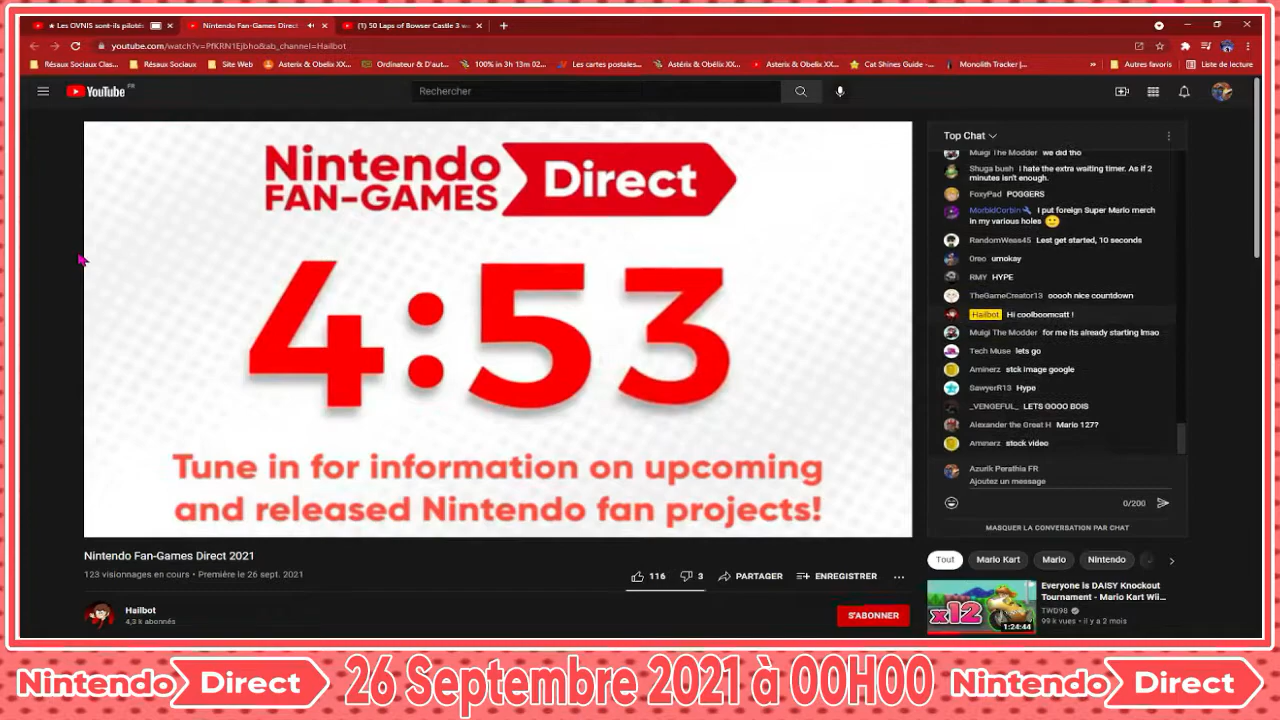 ★ Les OVNIS sont-ils piloté
Nintendo Fan-Games Direct
(1) 50 Laps of Bowser Castle 3 w
youtube.com/watch?v=PfKRN1Ejbho&ab_channel=Hailbot
Résaux Sociaux Clas...
Résaux Sociaux
Site Web
Asterix & Obelix XX...
Ordinateur & D'aut...
100% in 3h 13m 02...
Les cartes postales...
Astérix & Obélix XX...
Asterix & Obelix XX...
Cat Shines Guide -...
Monolith Tracker |...
»
Autres favoris
Liste de lecture
YouTube FR
Rechercher
Nintendo
FAN-GAMES
Direct
4:53
Tune in for information on upcoming
and released Nintendo fan projects!
Top Chat
Muigi The Modder we did tho
Shuga bush I hate the extra waiting timer. As if 2
minutes isn't enough.
FoxyPad POGGERS
MorbidCorbin I put foreign Super Mario merch
in my various holes
RandomWass45 Lest get started, 10 seconds
0reo umokay
RMY HYPE
TheGameCreator13 ooooh nice countdown
Hailbot Hi coolboomcatt !
Muigi The Modder for me its already starting lmao
Tech Muse lets go
Aminerz stck image google
SawyerR13 Hype
_VENGEFUL_ LETS GOOO BOIS
Alexander the Great H Mario 127?
Aminerz stock video
Azurik Perathia FR
Ajoutez un message
0/200
MASQUER LA CONVERSATION PAR CHAT
Nintendo Fan-Games Direct 2021
123 visionnages en cours • Première le 26 sept. 2021
116
3
PARTAGER
ENREGISTRER
Hailbot
4,3 k abonnés
S'ABONNER
Tout
Mario Kart
Mario
Nintendo
x12
1:24:44
Everyone is DAISY Knockout
Tournament - Mario Kart Wii...
TWD98
99 k vues • il y a 2 mois
Nintendo Direct
26 Septembre 2021 à 00H00
Nintendo Direct